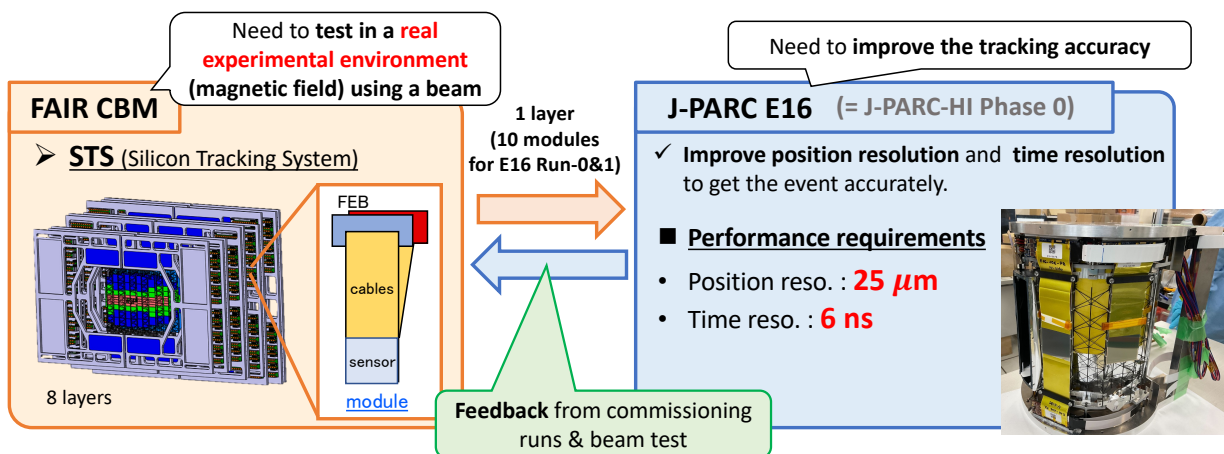 Need to test in a real
experimental environment
(magnetic field) using a beam
FAIR CBM
➤ STS (Silicon Tracking System)
FEB
cables
sensor
module
8 layers
1 layer
(10 modules
for E16 Run-0&1)
Feedback from commissioning
runs & beam test
Need to improve the tracking accuracy
J-PARC E16 (= J-PARC-HI Phase 0)
✓ Improve position resolution and time resolution
to get the event accurately.
■ Performance requirements
• Position reso. : 25 μm
• Time reso. : 6 ns